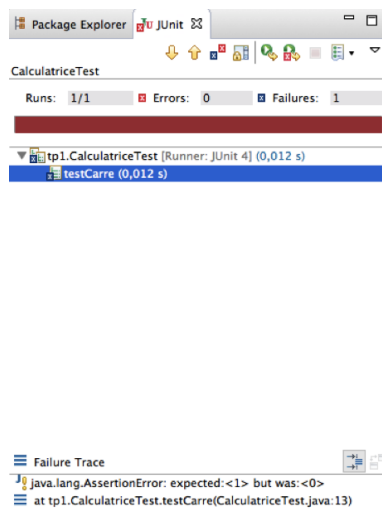 Package Explorer JUnit
CalculatriceTest
Runs: 1/1 Errors: 0 Failures: 1
tp1.CalculatriceTest [Runner: JUnit 4] (0,012 s)
testCarre (0,012 s)
Failure Trace
java.lang.AssertionError: expected:<1> but was:<0>
at tp1.CalculatriceTest.testCarre(CalculatriceTest.java:13)